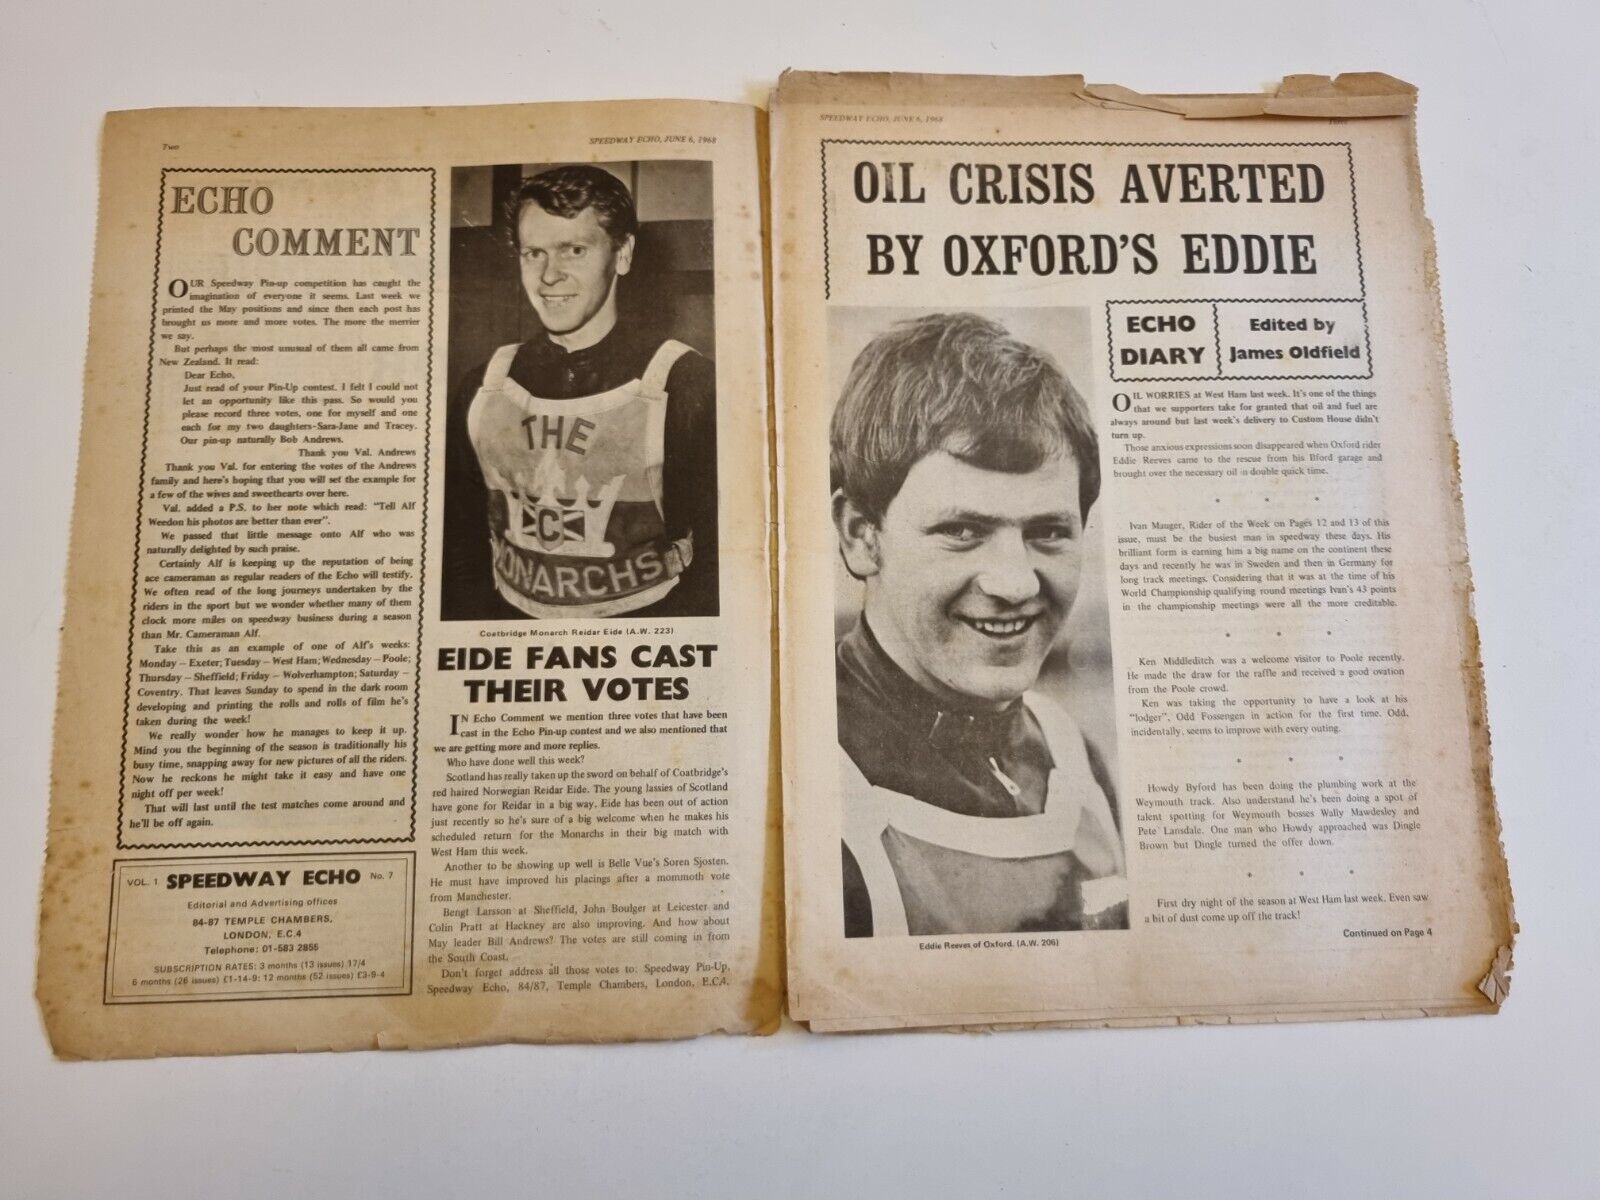 Two
SPEEDWAY ECHO, JUNE 6, 1968
ECHO
COMMENT
OUR Speedway Pin-up competition has caught the
imagination of everyone it seems. Last week we
printed the May positions and since then each post has
brought us more and more votes. The more the merrier
we say.
But perhaps the most unusual of them all came from
New Zealand. It read:
Dear Echo,
Just read of your Pin-Up contest. I felt I could not
let an opportunity like this pass. So would you
please record three votes, one for myself and one
each for my two daughters-Sara-Jane and Tracey.
Our pin-up naturally Bob Andrews.
Thank you Val. Andrews
Thank you Val. for entering the votes of the Andrews
family and here's hoping that you will set the example for
a few of the wives and sweethearts over here.
Val. added a P.S. to her note which read: "Tell Alf
Weedon his photos are better than ever".
We passed that little message onto Alf who was
naturally delighted by such praise.
Certainly Alf is keeping up the reputation of being
ace cameraman as regular readers of the Echo will testify.
We often read of the long journeys undertaken by the
riders in the sport but we wonder whether many of them
clock more miles on speedway business during a season
than Mr. Cameraman Alf.
Take this as an example of one of Alf's weeks:
Monday – Exeter; Tuesday – West Ham; Wednesday – Poole;
Thursday – Sheffield; Friday – Wolverhampton; Saturday –
Coventry. That leaves Sunday to spend in the dark room
developing and printing the rolls and rolls of film he's
taken during the week!
We really wonder how he manages to keep it up.
Mind you the beginning of the season is traditionally his
busy time, snapping away for new pictures of all the riders.
Now he reckons he might take it easy and have one
night off per week!
That will last until the test matches come around and
he'll be off again.
VOL. 1 SPEEDWAY ECHO No. 7
Editorial and Advertising offices
84-87 TEMPLE CHAMBERS,
LONDON, E.C.4
Telephone: 01-583 2855
SUBSCRIPTION RATES: 3 months (13 issues) 17/4
6 months (26 issues) £1-14-9: 12 months (52 issues) £3-9-4
THE
C
MONARCHS
Coatbridge Monarch Reidar Eide (A.W. 223)
EIDE FANS CAST
THEIR VOTES
IN Echo Comment we mention three votes that have been
cast in the Echo Pin-up contest and we also mentioned that
we are getting more and more replies.
Who have done well this week?
Scotland has really taken up the sword on behalf of Coatbridge's
red haired Norwegian Reidar Eide. The young lassies of Scotland
have gone for Reidar in a big way. Eide has been out of action
just recently so he's sure of a big welcome when he makes his
scheduled return for the Monarchs in their big match with
West Ham this week.
Another to be showing up well is Belle Vue's Soren Sjosten.
He must have improved his placings after a mammoth vote
from Manchester.
Bengt Larsson at Sheffield, John Boulger at Leicester and
Colin Pratt at Hackney are also improving. And how about
May leader Bill Andrews? The votes are still coming in from
the South Coast.
Don't forget address all those votes to: Speedway Pin-Up,
Speedway Echo, 84/87, Temple Chambers, London, E.C.4.
SPEEDWAY ECHO, JUNE 6, 1968
Three
OIL CRISIS AVERTED
BY OXFORD'S EDDIE
ECHO
DIARY
Edited by
James Oldfield
OIL WORRIES at West Ham last week. It's one of the things
that we supporters take for granted that oil and fuel are
always around but last week's delivery to Custom House didn't
turn up.
Those anxious expressions soon disappeared when Oxford rider
Eddie Reeves came to the rescue from his Ilford garage and
brought over the necessary oil in double quick time.
* * *
Ivan Mauger, Rider of the Week on Pages 12 and 13 of this
issue, must be the busiest man in speedway these days. His
brilliant form is earning him a big name on the continent these
days and recently he was in Sweden and then in Germany for
long track meetings. Considering that it was at the time of his
World Championship qualifying round meetings Ivan's 43 points
in the championship meetings were all the more creditable.
* * *
Ken Middleditch was a welcome visitor to Poole recently.
He made the draw for the raffle and received a good ovation
from the Poole crowd.
Ken was taking the opportunity to have a look at his
"lodger", Odd Fossengen in action for the first time. Odd,
incidentally, seems to improve with every outing.
* * *
Howdy Byford has been doing the plumbing work at the
Weymouth track. Also understand he's been doing a spot of
talent spotting for Weymouth bosses Wally Mawdesley and
Pete Lansdale. One man who Howdy approached was Dingle
Brown but Dingle turned the offer down.
* * *
First dry night of the season at West Ham last week. Even saw
a bit of dust come up off the track!
Continued on Page 4
Eddie Reeves of Oxford. (A.W. 206)